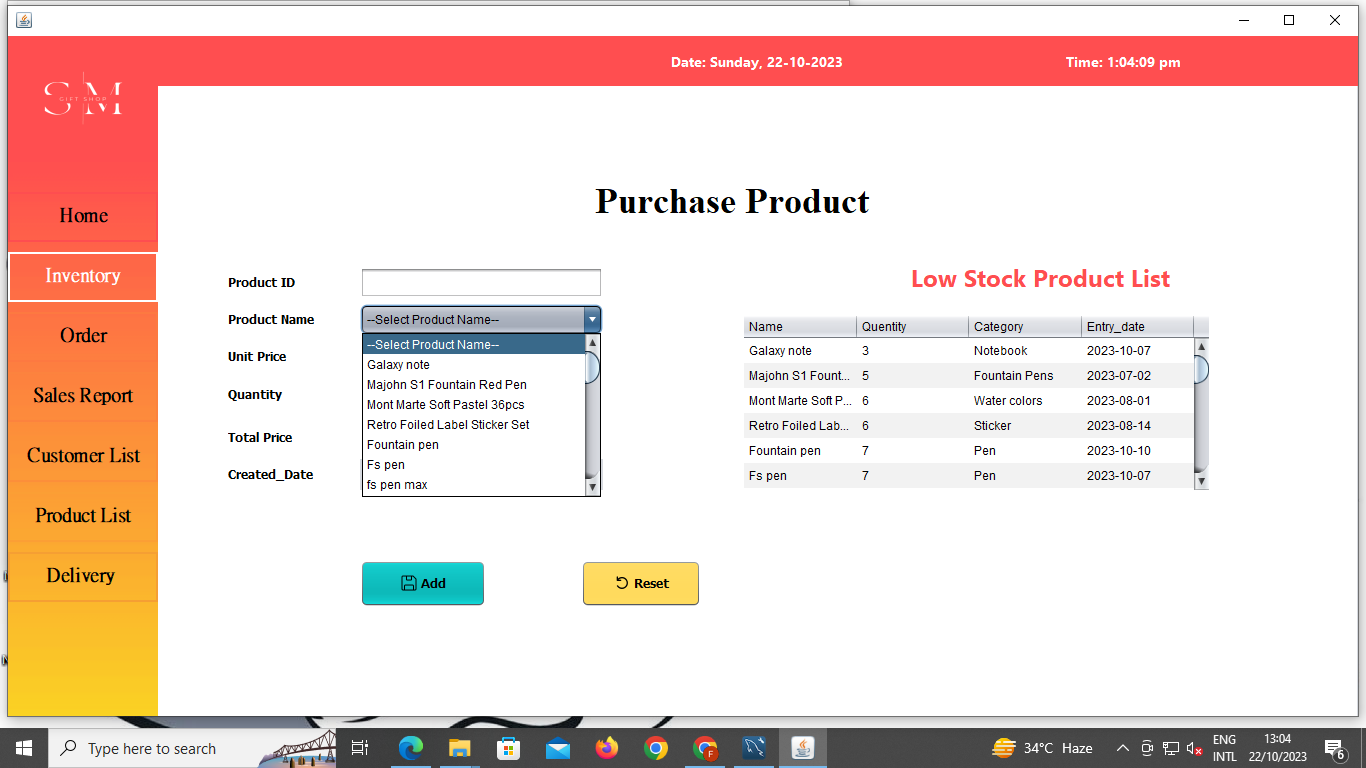 Date: Sunday, 22-10-2023 Time: 1:04:09 pm
SM
GIFT SHOP
Home
Inventory
Order
Sales Report
Customer List
Product List
Delivery
Purchase Product
Product ID
Product Name
Unit Price
Quantity
Total Price
Created_Date
--Select Product Name--
--Select Product Name--
Galaxy note
Majohn S1 Fountain Red Pen
Mont Marte Soft Pastel 36pcs
Retro Foiled Label Sticker Set
Fountain pen
Fs pen
fs pen max
Add
Reset
Low Stock Product List
Name Quentity Category Entry_date
Galaxy note 3 Notebook 2023-10-07
Majohn S1 Fount... 5 Fountain Pens 2023-07-02
Mont Marte Soft P... 6 Water colors 2023-08-01
Retro Foiled Lab... 6 Sticker 2023-08-14
Fountain pen 7 Pen 2023-10-10
Fs pen 7 Pen 2023-10-07
Type here to search
F
34°C Haze
ENG
INTL
13:04
22/10/2023
6